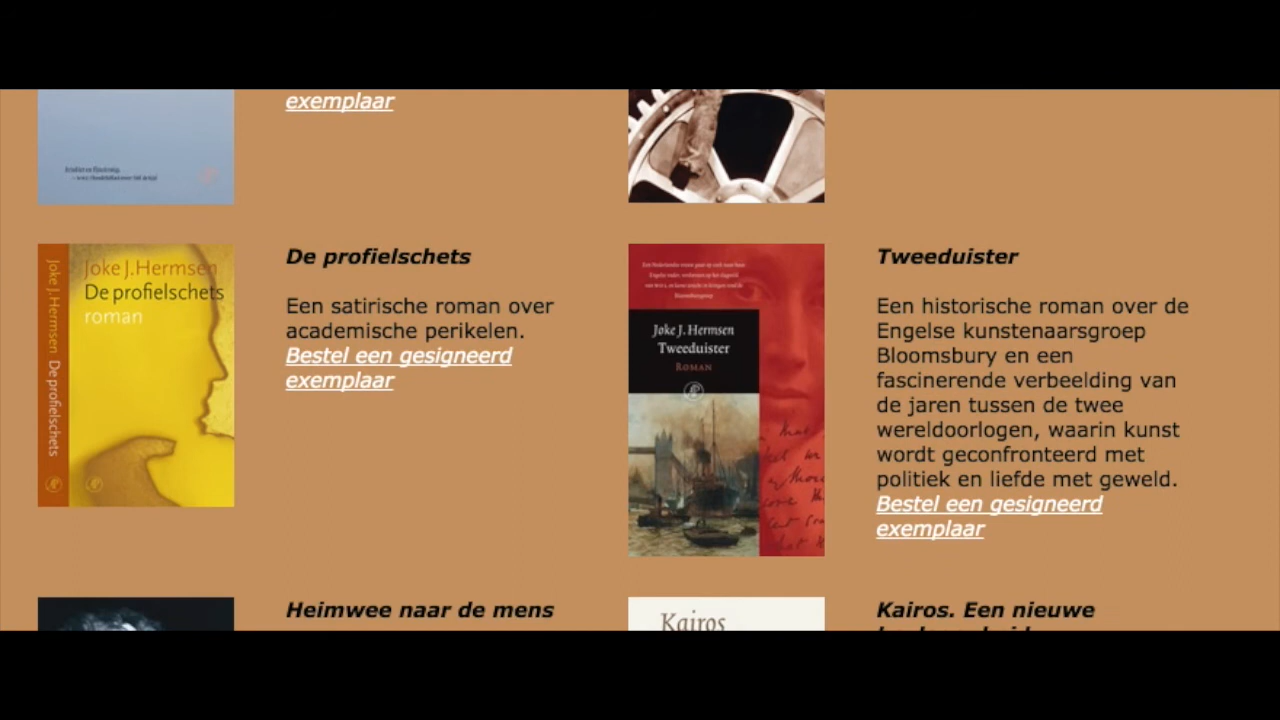 exemplaar
De profielschets
Een satirische roman over
academische perikelen.
Bestel een gesigneerd
exemplaar
Joke J. Hermsen
De profielschets
roman
Joke J. Hermsen De profielschets
Tweeduister
Een historische roman over de
Engelse kunstenaarsgroep
Bloomsbury en een
fascinerende verbeelding van
de jaren tussen de twee
wereldoorlogen, waarin kunst
wordt geconfronteerd met
politiek en liefde met geweld.
Bestel een gesigneerd
exemplaar
Joke J. Hermsen
Tweeduister
ROMAN
Heimwee naar de mens
Kairos
Kairos. Een nieuwe